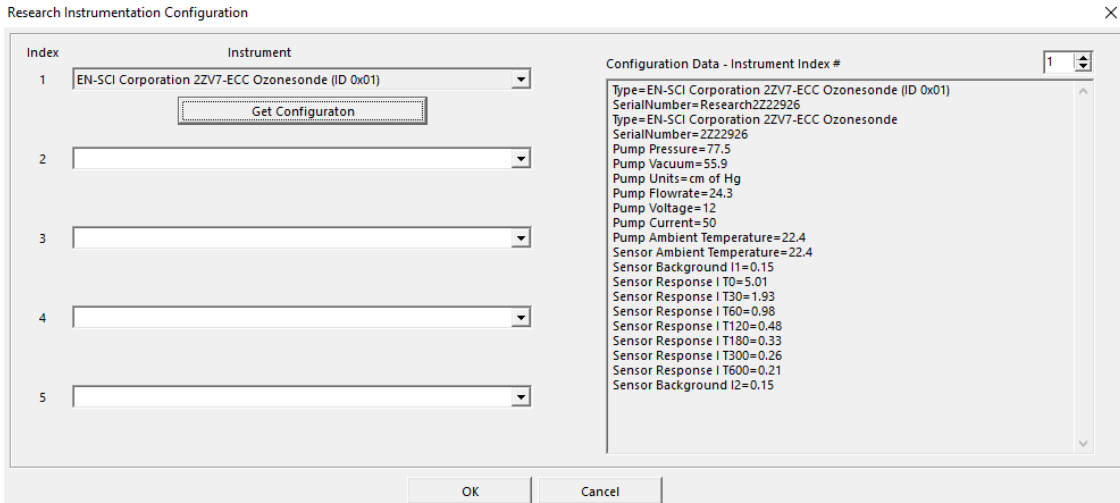 Research Instrumentation Configuration
Index
Instrument
1
EN-SCI Corporation 2ZV7-ECC Ozonesonde (ID 0x01)
Get Configuraton
2
3
4
5
Configuration Data - Instrument Index #
1
Type=EN-SCI Corporation 2ZV7-ECC Ozonesonde (ID 0x01)
SerialNumber=Research2Z22926
Type=EN-SCI Corporation 2ZV7-ECC Ozonesonde
SerialNumber=2Z22926
Pump Pressure=77.5
Pump Vacuum=55.9
Pump Units=cm of Hg
Pump Flowrate=24.3
Pump Voltage=12
Pump Current=50
Pump Ambient Temperature=22.4
Sensor Ambient Temperature=22.4
Sensor Background I1=0.15
Sensor Response I T0=5.01
Sensor Response I T30=1.93
Sensor Response I T60=0.98
Sensor Response I T120=0.48
Sensor Response I T180=0.33
Sensor Response I T300=0.26
Sensor Response I T600=0.21
Sensor Background I2=0.15
OK
Cancel